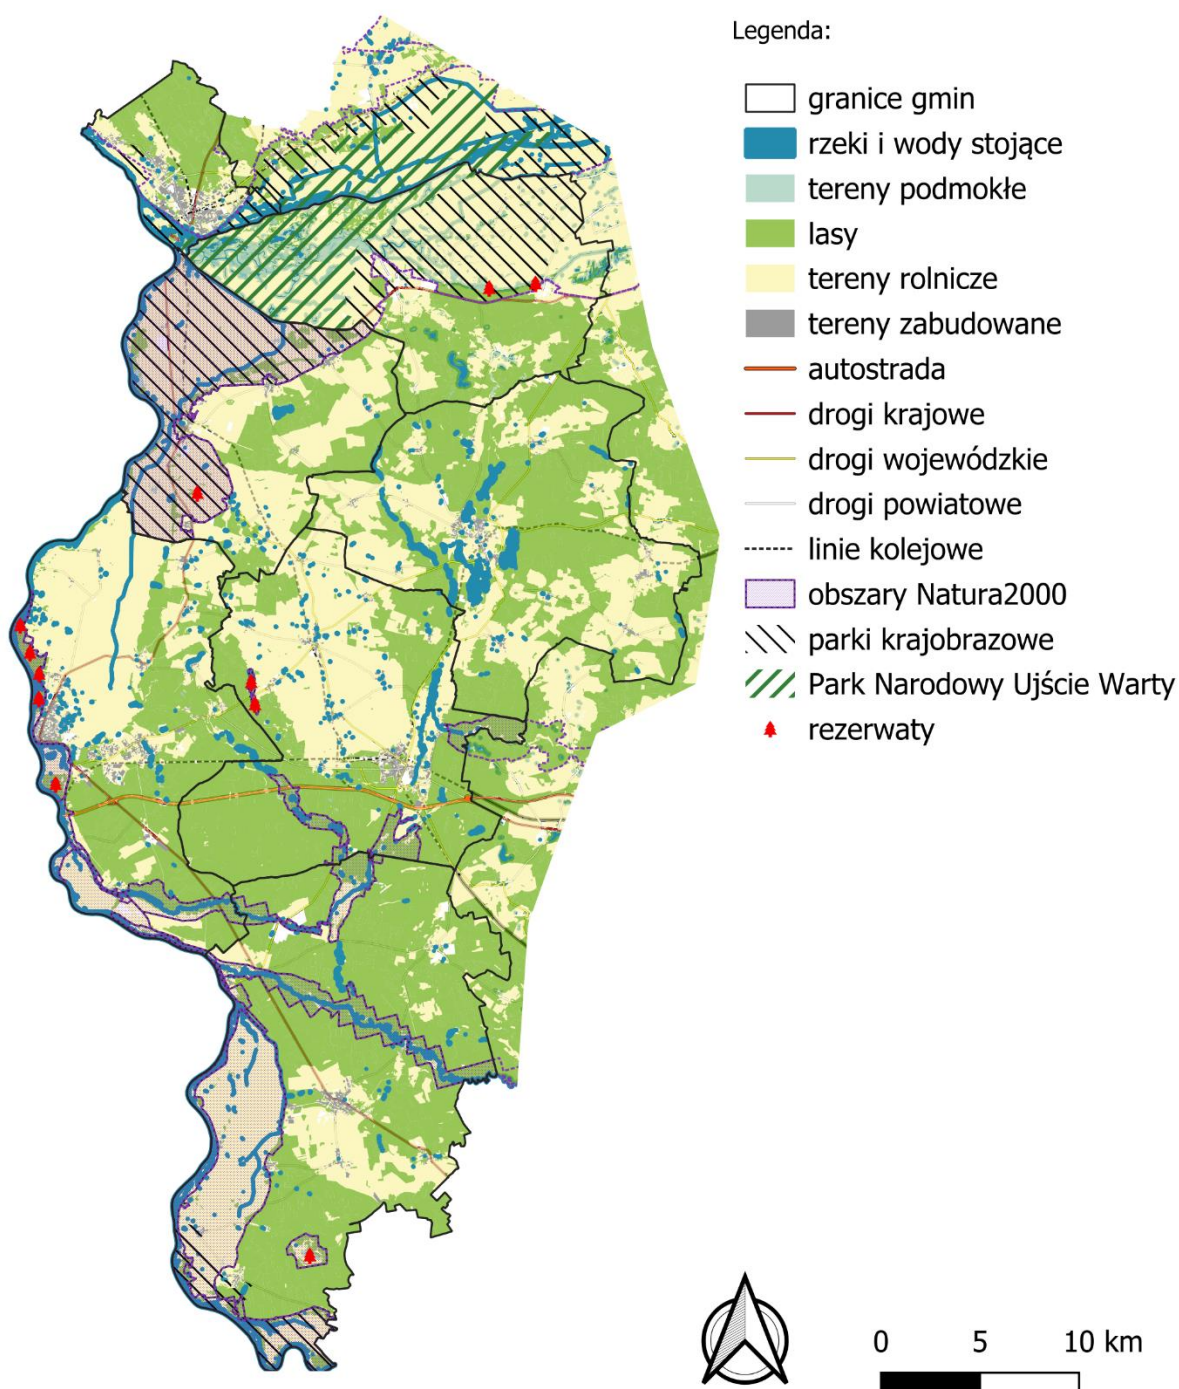 Legenda:
granice gmin
rzeki i wody stojące
tereny podmokłe
lasy
tereny rolnicze
tereny zabudowane
autostrada
drogi krajowe
drogi wojewódzkie
drogi powiatowe
linie kolejowe
obszary Natura2000
parki krajobrazowe
Park Narodowy Ujście Warty
rezerwaty
0 5 10 km